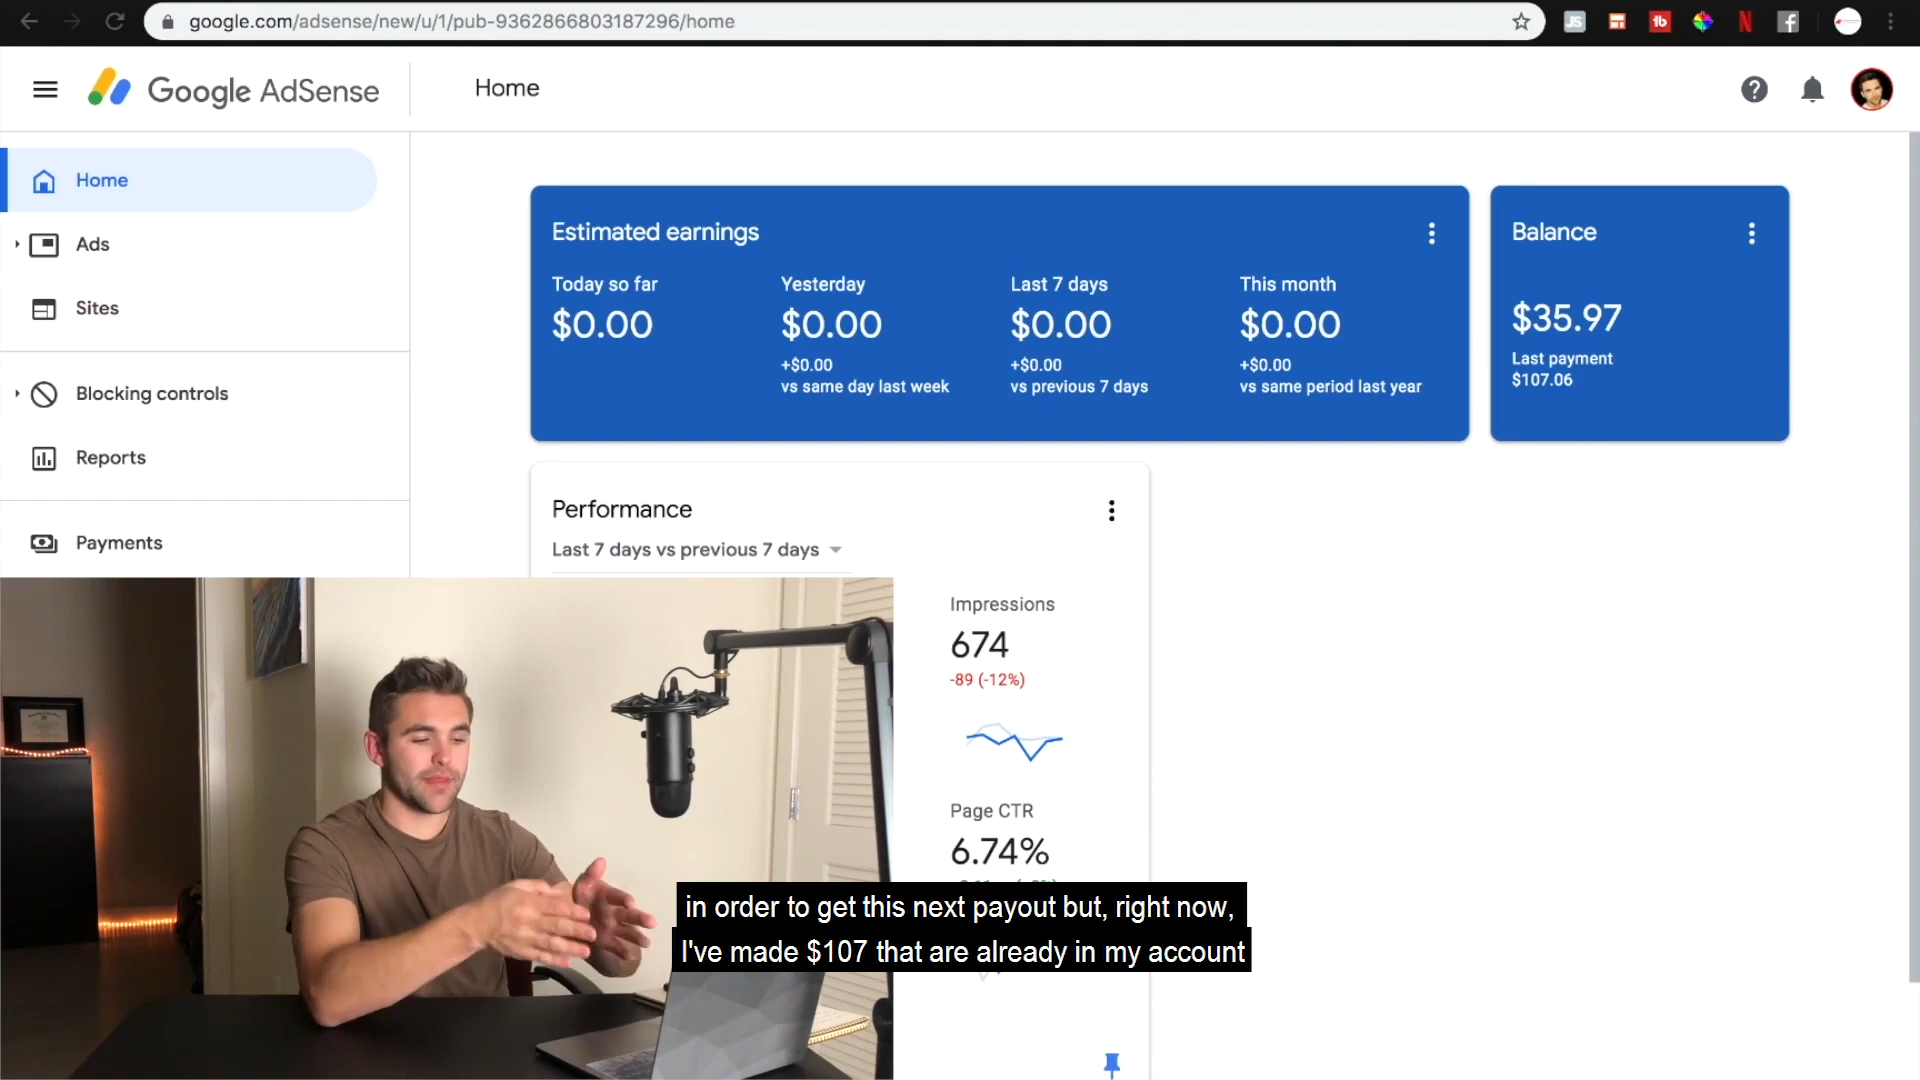 google.com/adsense/new/u/1/pub-9362866803187296/home
Google AdSense
Home
Home
Ads
Sites
Blocking controls
Reports
Payments
Estimated earnings
Today so far
$0.00
Yesterday
$0.00
+$0.00
vs same day last week
Last 7 days
$0.00
+$0.00
vs previous 7 days
This month
$0.00
+$0.00
vs same period last year
Balance
$35.97
Last payment
$107.06
Performance
Last 7 days vs previous 7 days
Impressions
674
-89 (-12%)
Page CTR
6.74%
in order to get this next payout but, right now,
I've made $107 that are already in my account